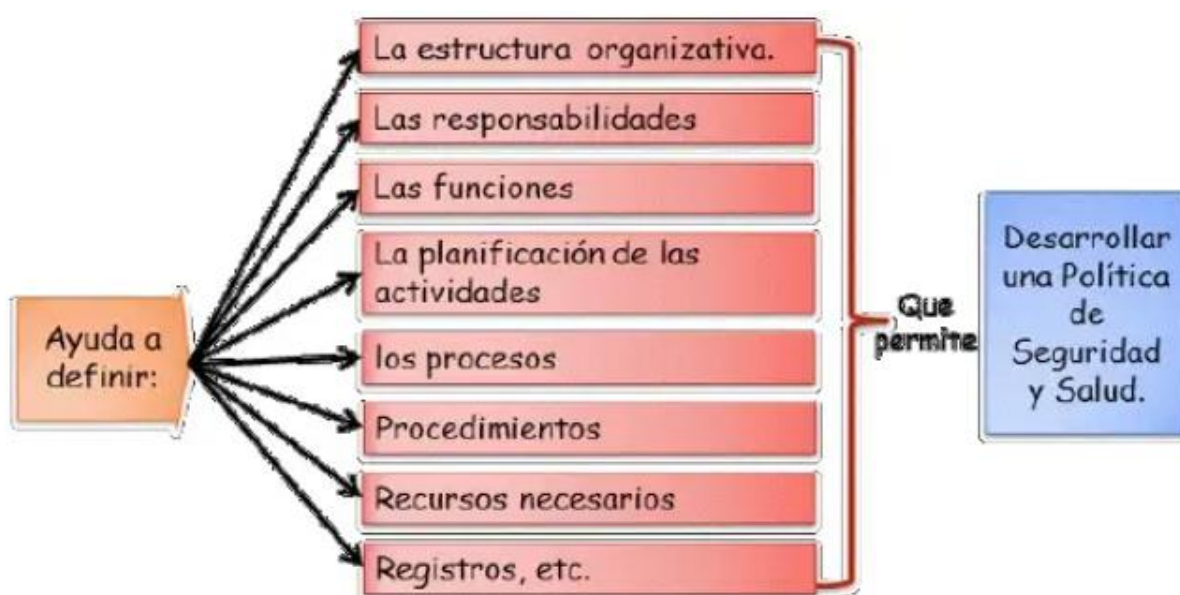 Ayuda a
definir:
La estructura organizativa.
Las responsabilidades
Las funciones
La planificación de las
actividades
los procesos
Procedimientos
Recursos necesarios
Registros, etc.
Que
permite
Desarrollar
una Política
de
Seguridad
y Salud.